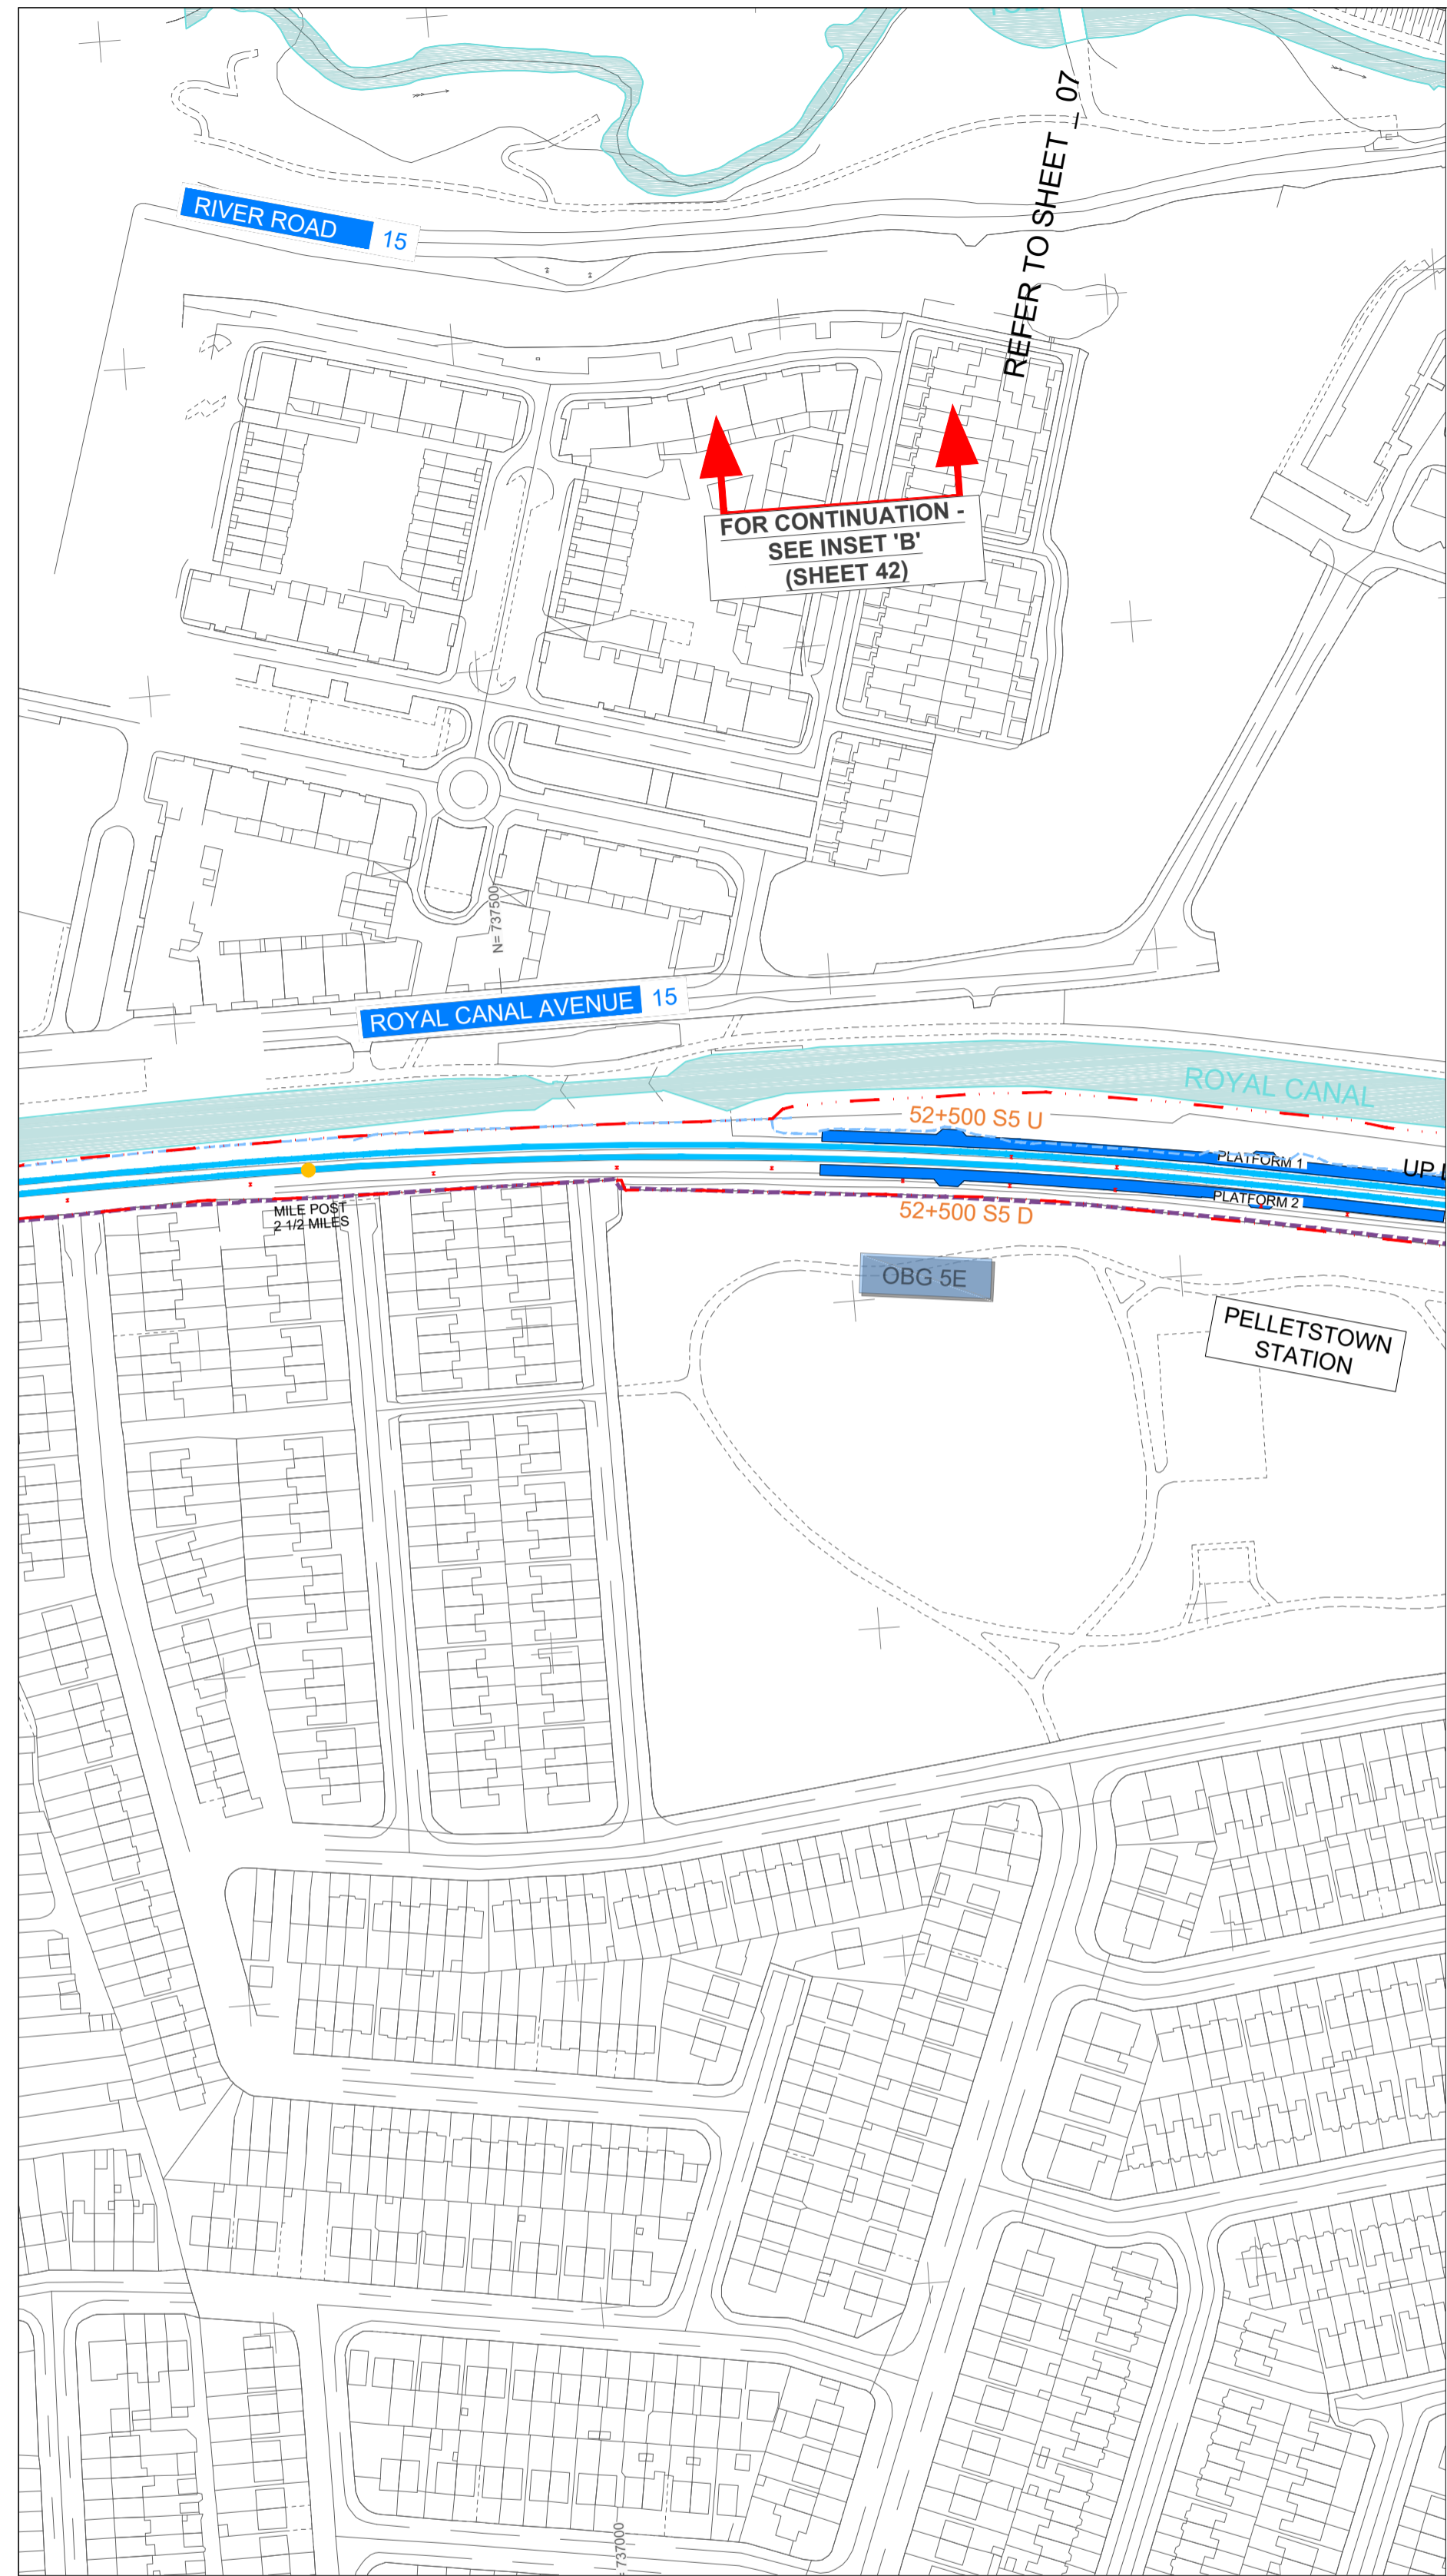 REFER TO SHEET – 07
RIVER ROAD 15
FOR CONTINUATION -
SEE INSET 'B'
(SHEET 42)
N= 737500
ROYAL CANAL AVENUE 15
ROYAL CANAL
52+500 S5 U
PLATFORM 1
UP L
MILE POST
2 1/2 MILES
PLATFORM 2
52+500 S5 D
OBG 5E
PELLETSTOWN
STATION
= 737000